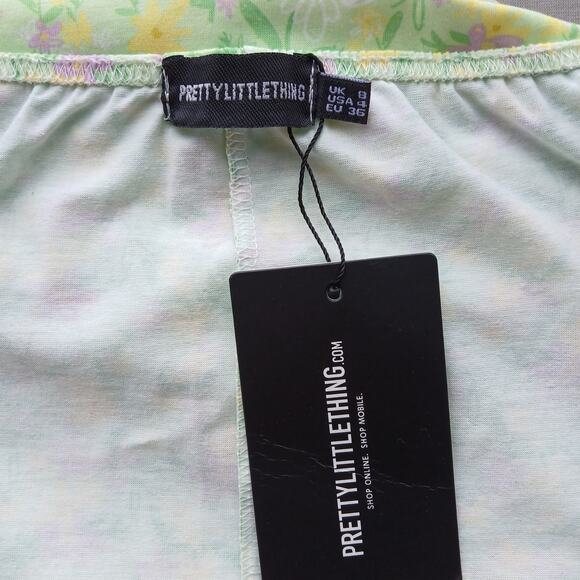 PRETTYLITTLETHING
UK 8
USA 4
EU 36
PRETTYLITTLETHING.COM
SHOP ONLINE. SHOP MOBILE.